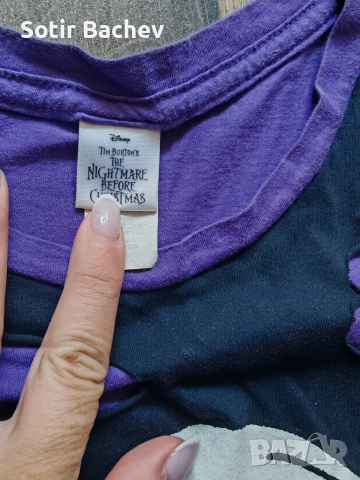 Sotir Bachev
Disney
TIM BURTON'S
THE
NIGHTMARE
BEFORE
CHRISTMAS
BAZAR